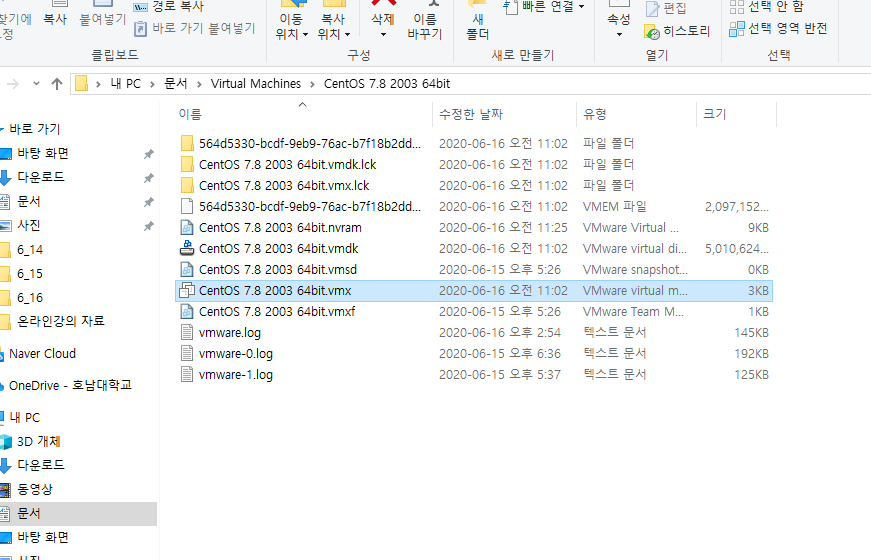 찾기에 복사 붙여넣기 경로 복사 이동 복사 삭제 이름 새 빠른 연결 속성 편집 선택 안 함
고정 바로 가기 붙여넣기 위치 위치 바꾸기 폴더 히스토리 선택 영역 반전
클립보드 구성 새로 만들기 열기 선택
내 PC > 문서 > Virtual Machines > CentOS 7.8 2003 64bit
이름 수정한 날짜 유형 크기
564d5330-bcdf-9eb9-76ac-b7f18b2dd... 2020-06-16 오전 11:02 파일 폴더
CentOS 7.8 2003 64bit.vmdk.lck 2020-06-16 오전 11:02 파일 폴더
CentOS 7.8 2003 64bit.vmx.lck 2020-06-16 오전 11:02 파일 폴더
564d5330-bcdf-9eb9-76ac-b7f18b2dd... 2020-06-16 오전 11:02 VMEM 파일 2,097,152...
CentOS 7.8 2003 64bit.nvram 2020-06-16 오전 11:25 VMware Virtual ... 9KB
CentOS 7.8 2003 64bit.vmdk 2020-06-16 오전 11:02 VMware virtual di... 5,010,624...
CentOS 7.8 2003 64bit.vmsd 2020-06-15 오후 5:26 VMware snapshot... 0KB
CentOS 7.8 2003 64bit.vmx 2020-06-16 오전 11:02 VMware virtual m... 3KB
CentOS 7.8 2003 64bit.vmxf 2020-06-15 오후 5:26 VMware Team M... 1KB
vmware.log 2020-06-16 오후 2:54 텍스트 문서 145KB
vmware-0.log 2020-06-15 오후 6:36 텍스트 문서 192KB
vmware-1.log 2020-06-15 오후 5:37 텍스트 문서 125KB
바로 가기
바탕 화면
다운로드
문서
사진
6_14
6_15
6_16
온라인강의 자료
Naver Cloud
OneDrive - 호남대학교
내 PC
3D 개체
다운로드
동영상
문서
바탕 화면